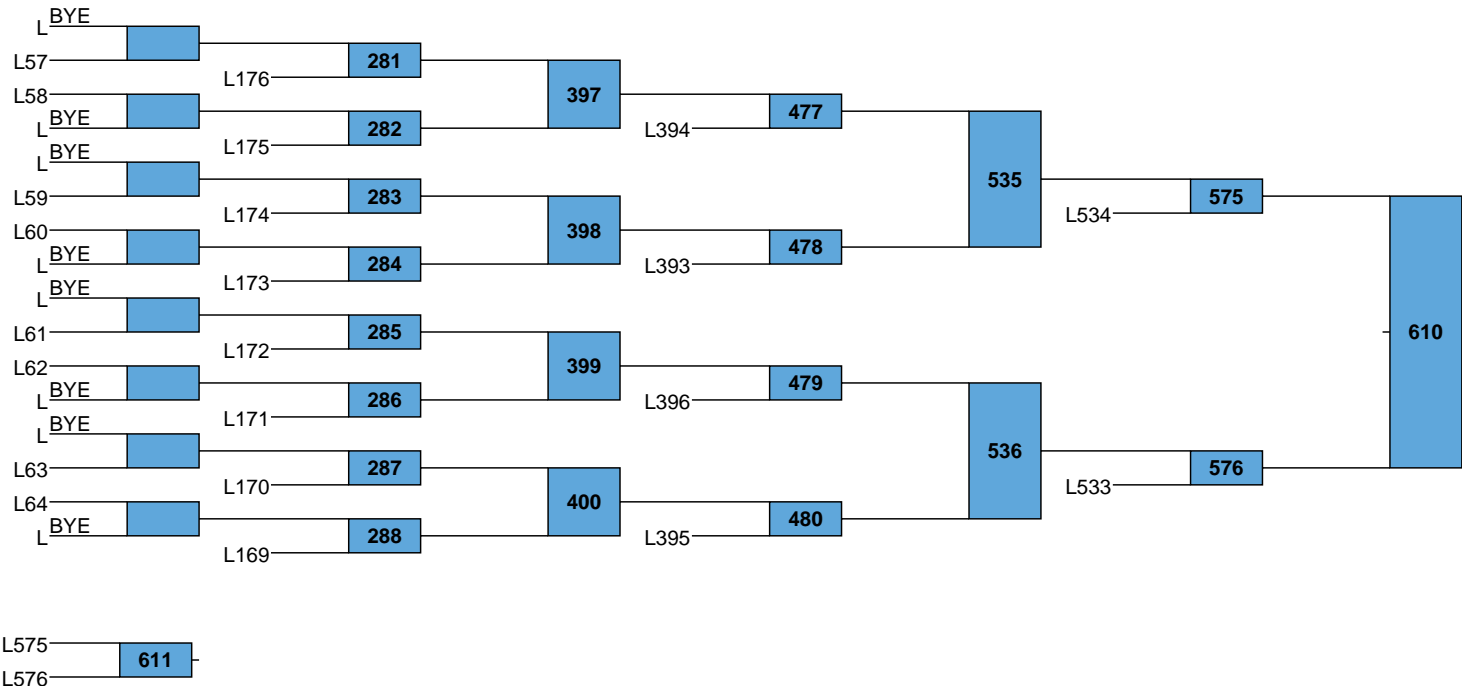 BYE
L
L57
281
L176
397
L58
BYE
L
282
L175
477
L394
BYE
L
L59
283
L174
535
398
L60
BYE
L
284
L173
478
L393
575
L534
BYE
L
L61
285
L172
399
L62
BYE
L
286
L171
479
L396
610
BYE
L
L63
287
L170
536
400
L64
BYE
L
288
L169
480
L395
576
L533
L575
611
L576